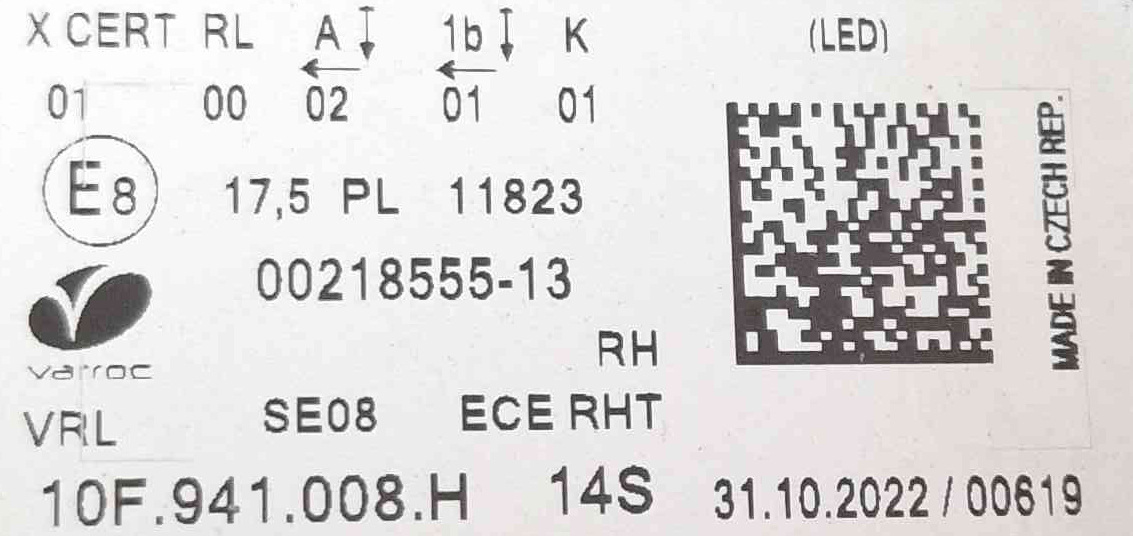 X CERT RL A 1b K (LED)
01 00 02 01 01
E8 17,5 PL 11823
00218555-13
varroc
RH
VRL SE08 ECE RHT
10F.941.008.H 14S 31.10.2022 / 00619
MADE IN CZECH REP.